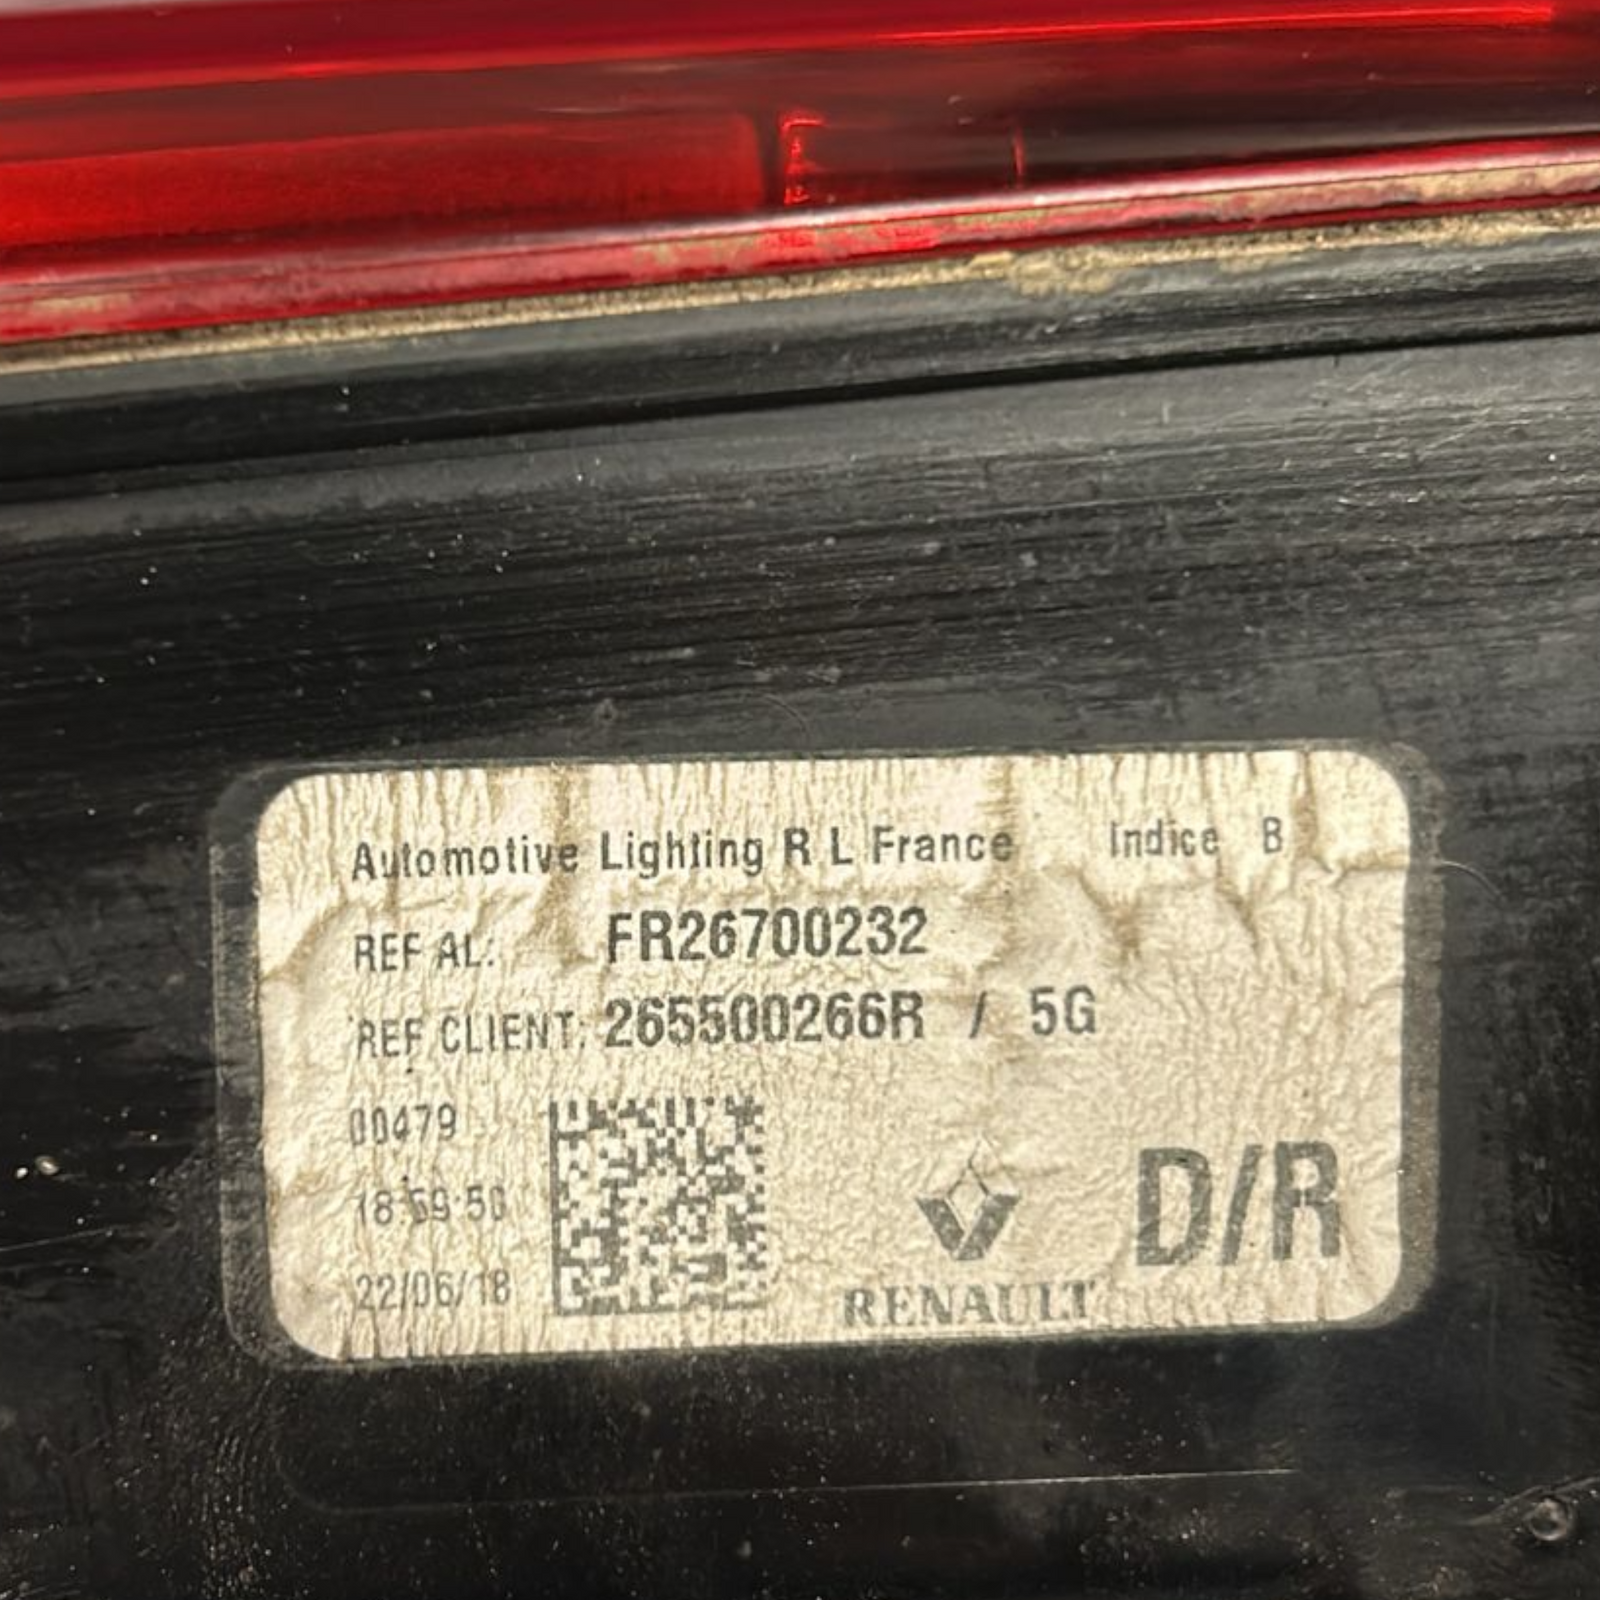 Automotive Lighting R L France Indice B
REF AL: FR26700232
REF CLIENT: 265500266R / 5G
00479
18:59:50
22/06/18
RENAULT
D/R